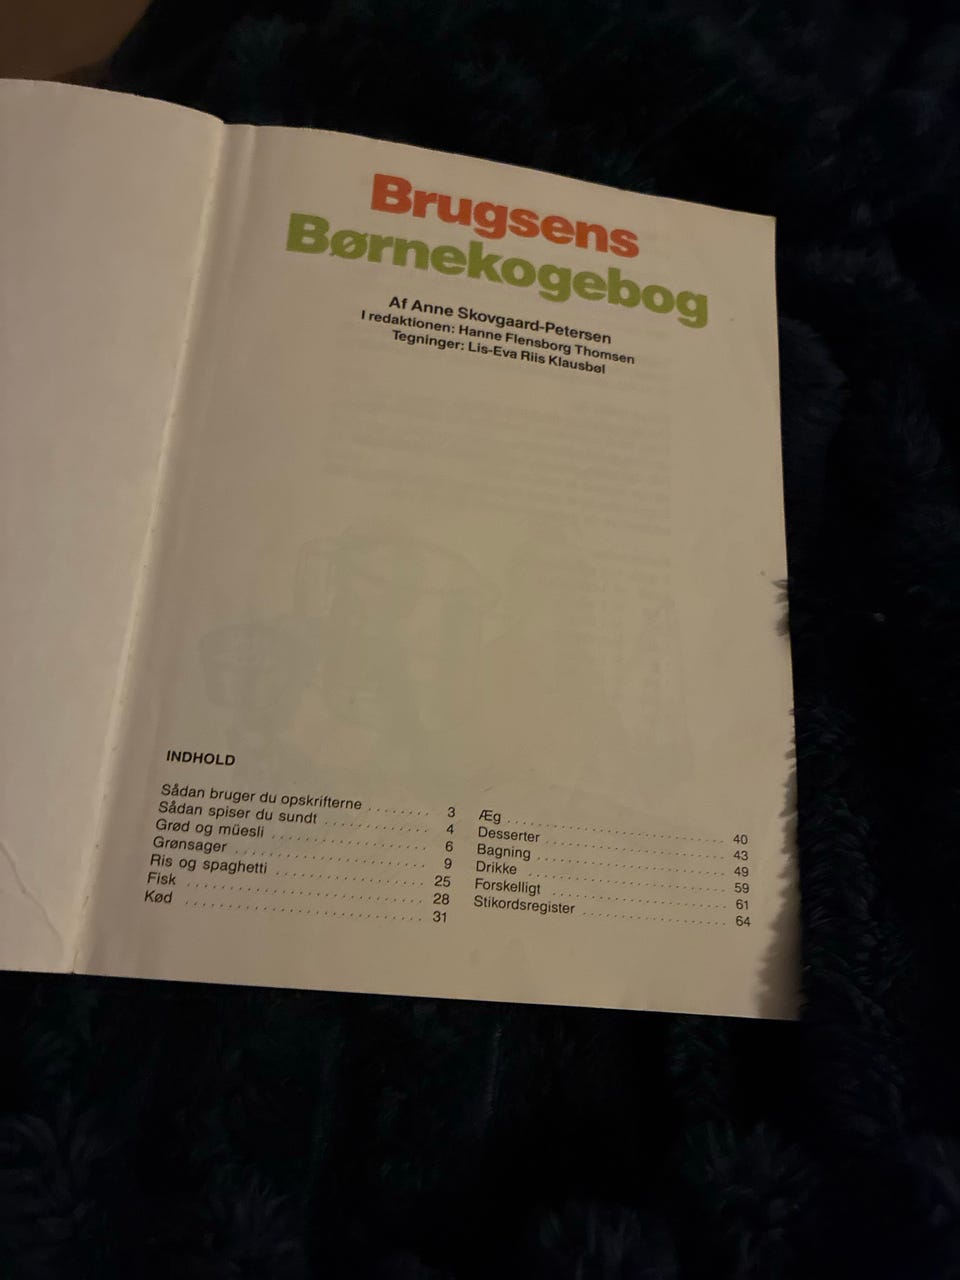 Brugsens
Børnekogebog
Af Anne Skovgaard-Petersen
I redaktionen: Hanne Flensborg Thomsen
Tegninger: Lis-Eva Riis Klausbøl
INDHOLD
Sådan bruger du opskrifterne ........ 3
Sådan spiser du sundt ............. 4
Grød og müesli ................... 6
Grønsager ........................ 9
Ris og spaghetti .................. 25
Fisk ............................. 28
Kød ............................. 31
Æg .............................. 40
Desserter ........................ 43
Bagning ......................... 49
Drikke .......................... 59
Forskelligt ....................... 61
Stikordsregister ................... 64